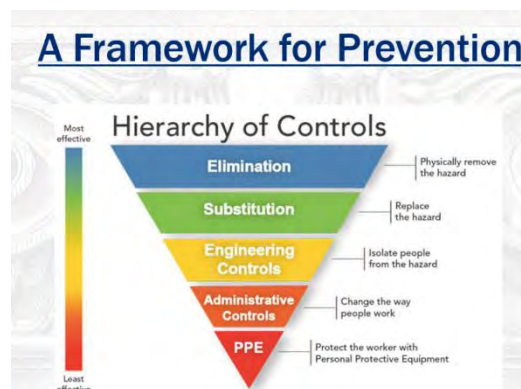 A Framework for Prevention
Hierarchy of Controls
Most
effective
Elimination
Physically remove
the hazard
Substitution
Replace
the hazard
Engineering
Controls
Isolate people
from the hazard
Administrative
Controls
Change the way
people work
PPE
Protect the worker with
Personal Protective Equipment
Least
effective